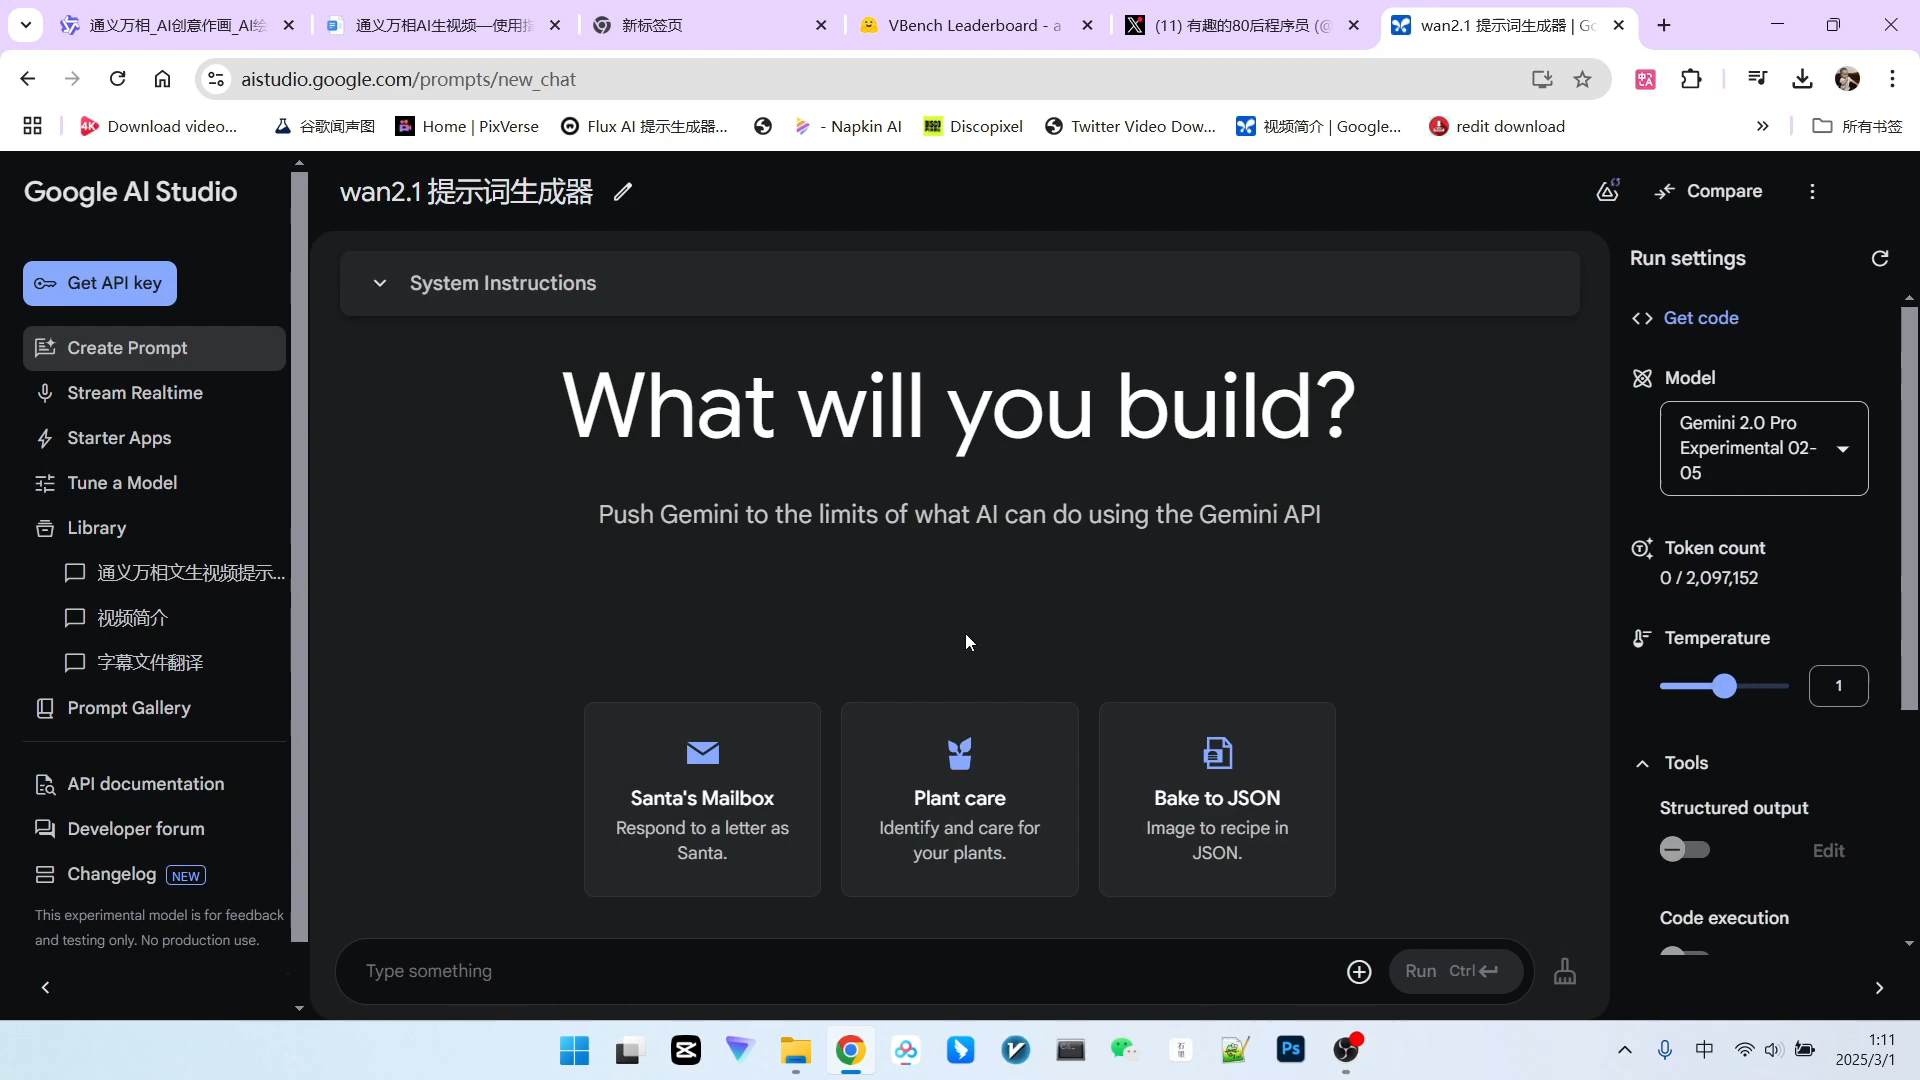 通义万相_AI创意作画_AI绘
通义万相AI生视频—使用指
新标签页
VBench Leaderboard - a
(11) 有趣的80后程序员 (@
wan2.1 提示词生成器 | Go
aistudio.google.com/prompts/new_chat
Download video...
谷歌闻声图
Home | PixVerse
Flux AI 提示生成器...
- Napkin AI
Discopixel
Twitter Video Dow...
视频简介 | Google...
redit download
所有书签
Google AI Studio
wan2.1 提示词生成器
Compare
Get API key
System Instructions
Run settings
Get code
Create Prompt
Stream Realtime
Starter Apps
Tune a Model
Library
通义万相文生视频提示...
视频简介
字幕文件翻译
Prompt Gallery
API documentation
Developer forum
Changelog NEW
This experimental model is for feedback
and testing only. No production use.
What will you build?
Push Gemini to the limits of what AI can do using the Gemini API
Santa's Mailbox
Respond to a letter as
Santa.
Plant care
Identify and care for
your plants.
Bake to JSON
Image to recipe in
JSON.
Type something
Run Ctrl
Model
Gemini 2.0 Pro
Experimental 02-
05
Token count
0 / 2,097,152
Temperature
1
Tools
Structured output
Edit
Code execution
Ps
中
1:11
2025/3/1